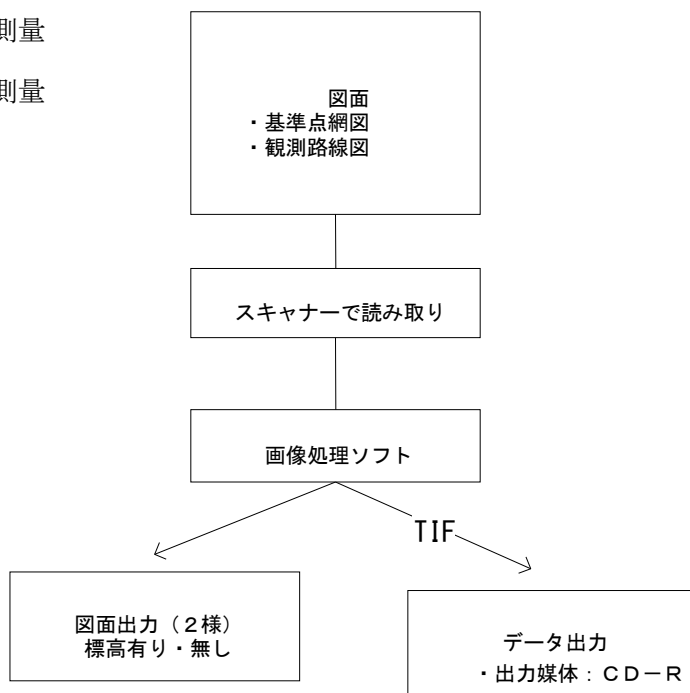 測量
測量
図面
・基準点網図
・観測路線図
スキャナーで読み取り
画像処理ソフト
TIF
図面出力（２様）
標高有り・無し
データ出力
・出力媒体：ＣＤ－Ｒ